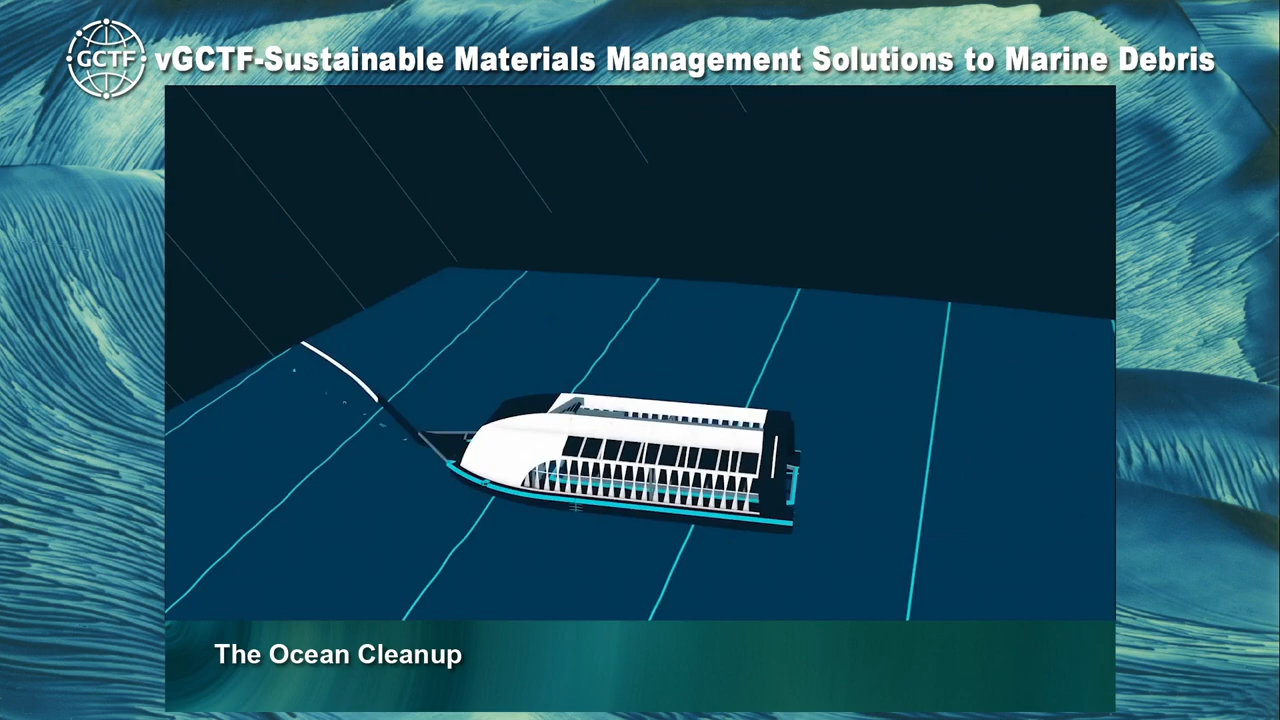 GCTF
vGCTF-Sustainable Materials Management Solutions to Marine Debris
The Ocean Cleanup